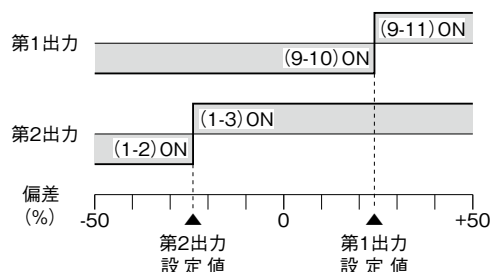 (9-11)ON
第1出力
(9-10)ON
(1-3)ON
第2出力
(1-2)ON
偏差
(%)
-50 0 +50
第2出力 第1出力
設定値 設定値